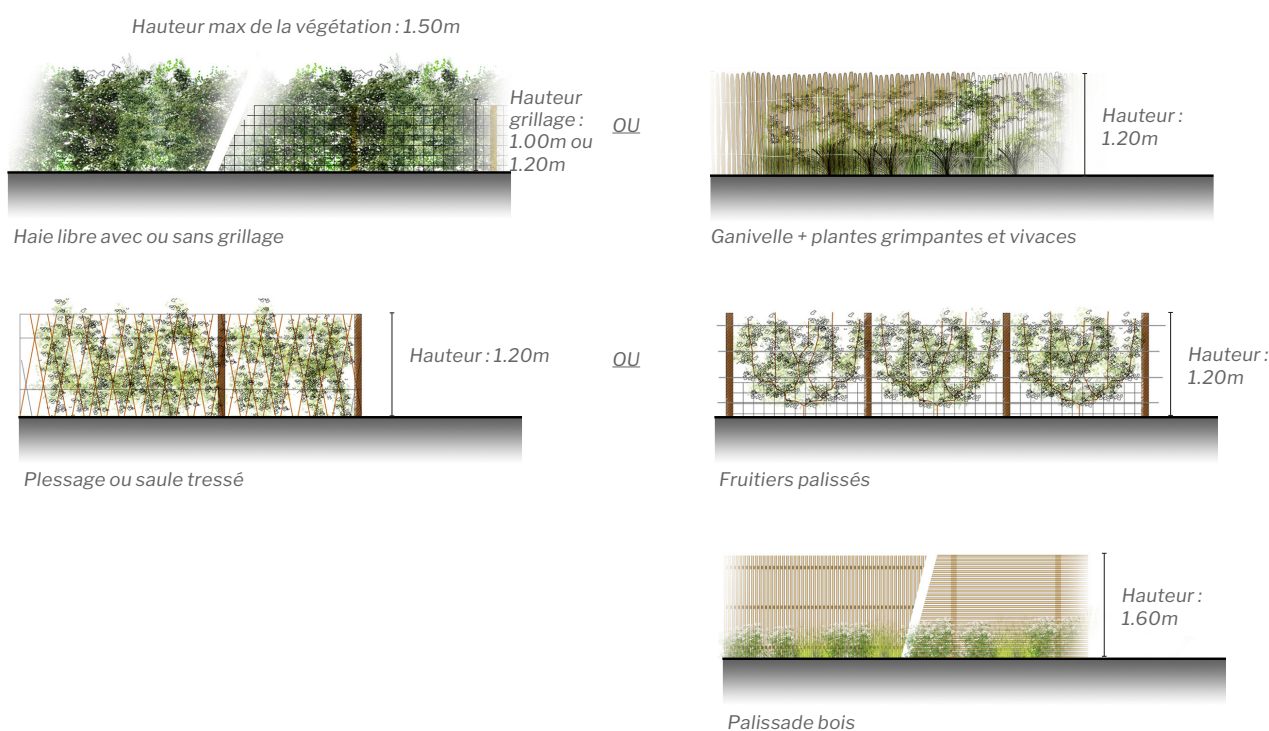 Hauteur max de la végétation : 1.50m
Hauteur
grillage :
1.00m ou
1.20m
OU
Hauteur :
1.20m
Haie libre avec ou sans grillage
Ganivelle + plantes grimpantes et vivaces
Hauteur : 1.20m
OU
Hauteur :
1.20m
Plessage ou saule tressé
Fruitiers palissés
Hauteur :
1.60m
Palissade bois